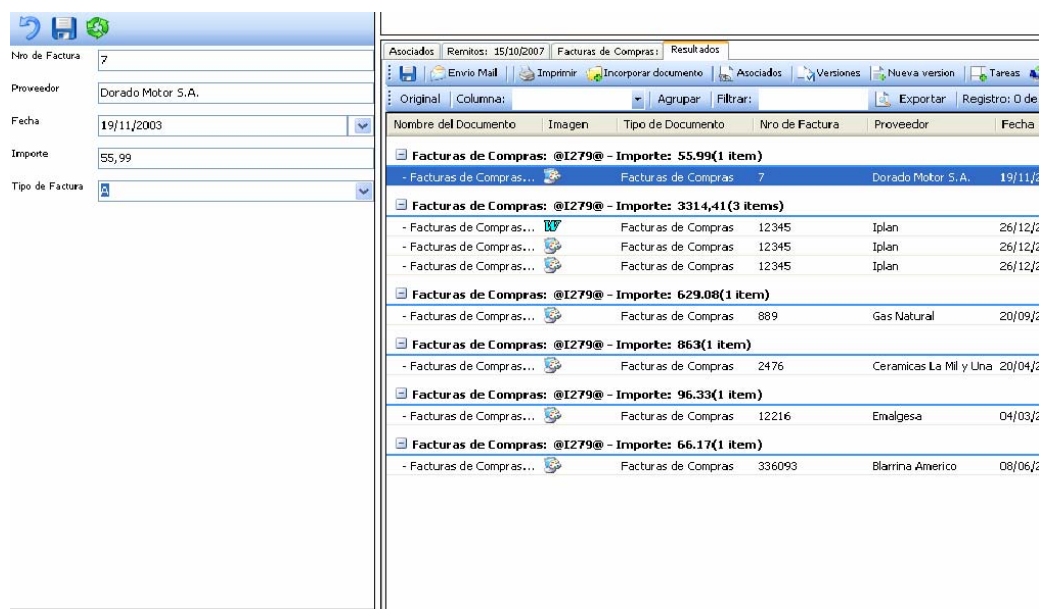 Nro de Factura 7
Proveedor Dorado Motor S.A.
Fecha 19/11/2003
Importe 55,99
Tipo de Factura A
Asociados Remitos: 15/10/2007 Facturas de Compras: Resultados
Envio Mail Imprimir Incorporar documento Asociados Versiones Nueva version Tareas
Original Columna: Agrupar Filtrar: Exportar Registro: 0 de
Nombre del Documento Imagen Tipo de Documento Nro de Factura Proveedor Fecha
Facturas de Compras: @I279@ - Importe: 55.99(1 item)
- Facturas de Compras... Facturas de Compras 7 Dorado Motor S.A. 19/11/2
Facturas de Compras: @I279@ - Importe: 3314,41(3 items)
- Facturas de Compras... W Facturas de Compras 12345 Iplan 26/12/2
- Facturas de Compras... Facturas de Compras 12345 Iplan 26/12/2
- Facturas de Compras... Facturas de Compras 12345 Iplan 26/12/2
Facturas de Compras: @I279@ - Importe: 629.08(1 item)
- Facturas de Compras... Facturas de Compras 889 Gas Natural 20/09/2
Facturas de Compras: @I279@ - Importe: 863(1 item)
- Facturas de Compras... Facturas de Compras 2476 Ceramicas La Mil y Una 20/04/2
Facturas de Compras: @I279@ - Importe: 96.33(1 item)
- Facturas de Compras... Facturas de Compras 12216 Emalgesa 04/03/2
Facturas de Compras: @I279@ - Importe: 66.17(1 item)
- Facturas de Compras... Facturas de Compras 336093 Blarrina Americo 08/06/2